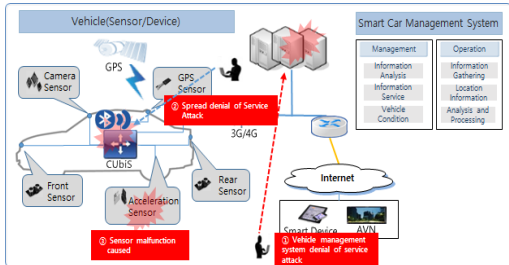 Vehicle(Sensor/Device)
Smart Car Management System
Management
Operation
Information
Analysis
Information
Gathering
Information
Service
Location
Information
Vehicle
Condition
Analysis and
Processing
Camera
Sensor
GPS
GPS
Sensor
② Spread denial of Service
Attack
3G/4G
CUbiS
Front
Sensor
Acceleration
Sensor
Rear
Sensor
Internet
Smart Device
AVN
③ Sensor malfunction
caused
① Vehicle management
system denial of service
attack